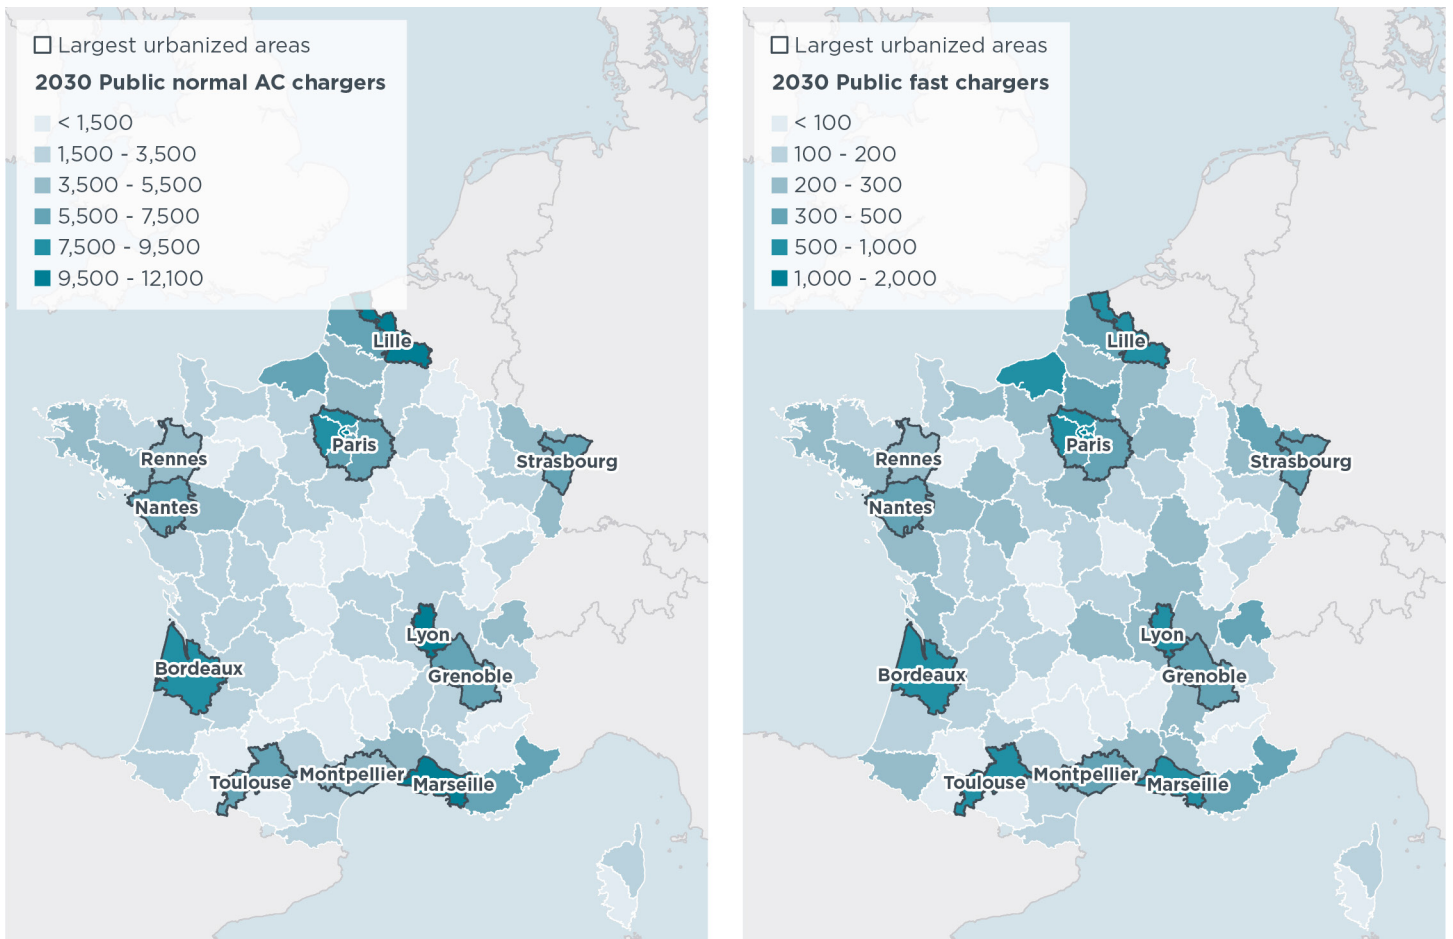 Largest urbanized areas
2030 Public normal AC chargers
< 1,500
1,500 - 3,500
3,500 - 5,500
5,500 - 7,500
7,500 - 9,500
9,500 - 12,100
Lille
Paris
Rennes
Strasbourg
Nantes
Lyon
Bordeaux
Grenoble
Toulouse
Montpellier
Marseille
Largest urbanized areas
2030 Public fast chargers
< 100
100 - 200
200 - 300
300 - 500
500 - 1,000
1,000 - 2,000
Lille
Paris
Rennes
Strasbourg
Nantes
Lyon
Bordeaux
Grenoble
Toulouse
Montpellier
Marseille